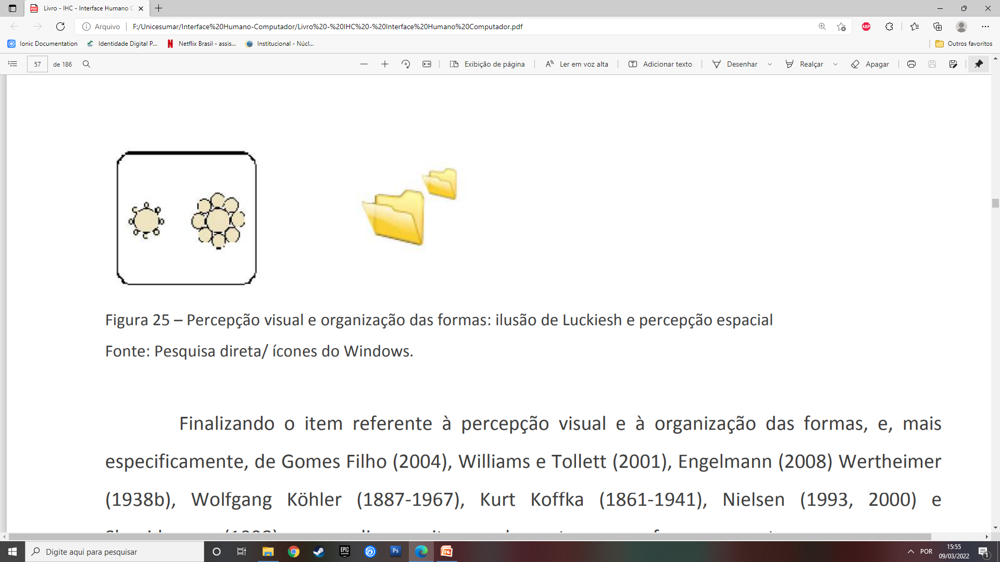 Livro - IHC - Interface Humano C
Arquivo
F:/Unicesumar/Interface%20Humano-Computador/Livro%20-%20IHC%20-%20Interface%20Humano%20Computador.pdf
ABP
Ionic Documentation
Identidade Digital P...
Netflix Brasil - assis...
Institucional - Núcl...
Outros favoritos
57 de 186
Exibição de página
Ler em voz alta
Adicionar texto
Desenhar
Realçar
Apagar
Figura 25 – Percepção visual e organização das formas: ilusão de Luckiesh e percepção espacial
Fonte: Pesquisa direta/ ícones do Windows.
Finalizando o item referente à percepção visual e à organização das formas, e, mais
especificamente, de Gomes Filho (2004), Williams e Tollett (2001), Engelmann (2008) Wertheimer
(1938b), Wolfgang Köhler (1887-1967), Kurt Koffka (1861-1941), Nielsen (1993, 2000) e
Digite aqui para pesquisar
EPIC GAMES
Ps
POR
15:55
09/03/2022
1